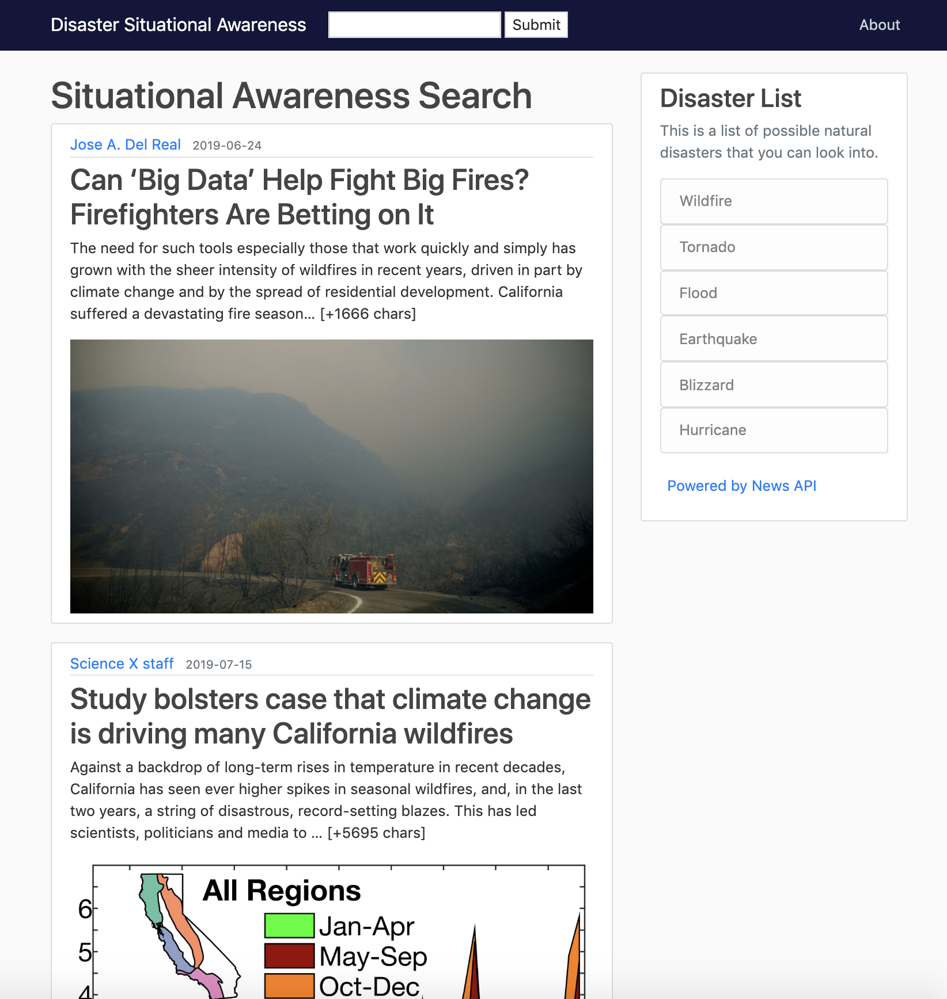 Disaster Situational Awareness
Submit
About
Situational Awareness Search
Jose A. Del Real 2019-06-24
Can ‘Big Data’ Help Fight Big Fires?
Firefighters Are Betting on It
The need for such tools especially those that work quickly and simply has
grown with the sheer intensity of wildfires in recent years, driven in part by
climate change and by the spread of residential development. California
suffered a devastating fire season… [+1666 chars]
Science X staff 2019-07-15
Study bolsters case that climate change
is driving many California wildfires
Against a backdrop of long-term rises in temperature in recent decades,
California has seen ever higher spikes in seasonal wildfires, and, in the last
two years, a string of disastrous, record-setting blazes. This has led
scientists, politicians and media to … [+5695 chars]
All Regions
6
Jan-Apr
5
May-Sep
4
Oct-Dec
Disaster List
This is a list of possible natural
disasters that you can look into.
Wildfire
Tornado
Flood
Earthquake
Blizzard
Hurricane
Powered by News API